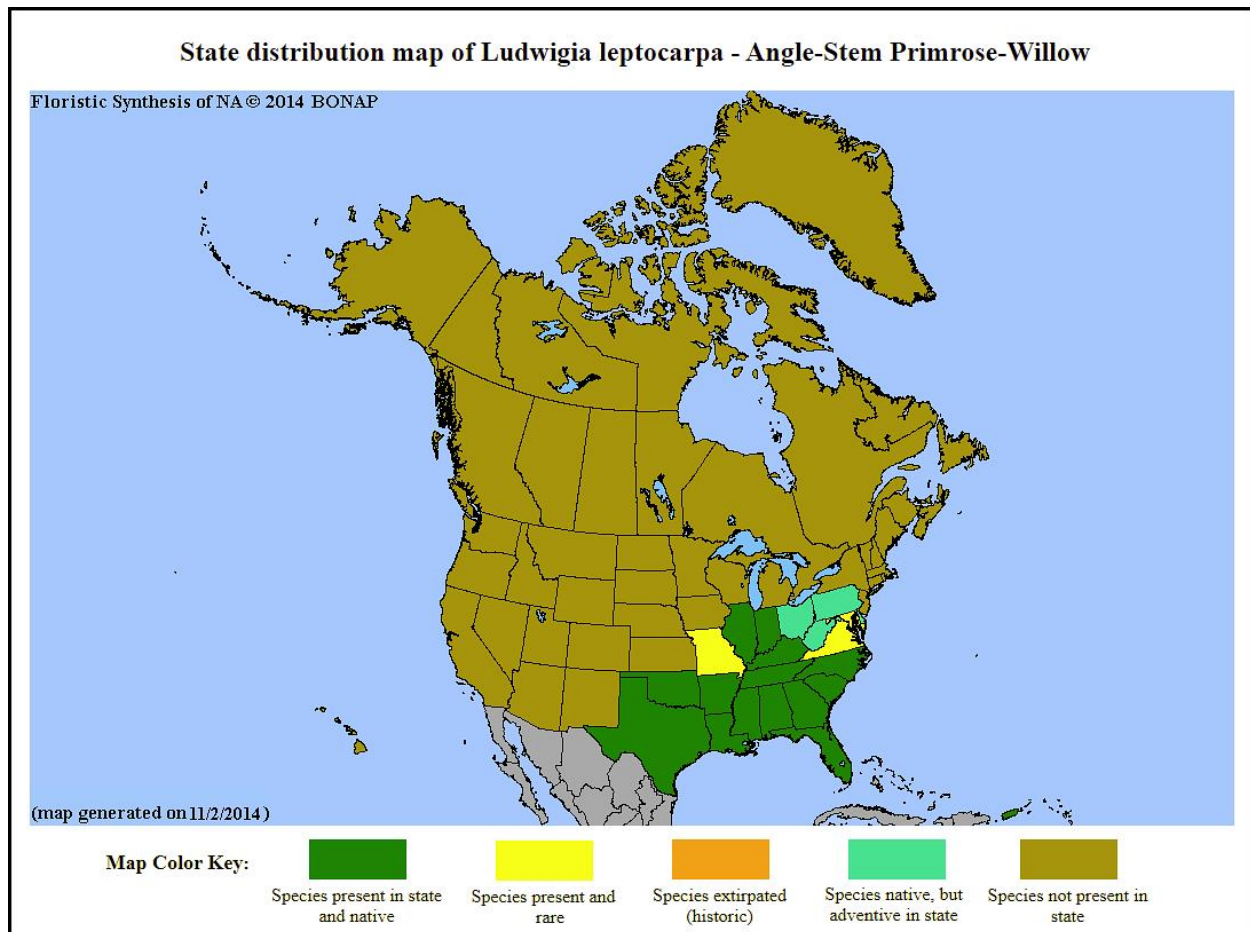 State distribution map of Ludwigia leptocarpa - Angle-Stem Primrose-Willow
Floristic Synthesis of NA © 2014 BONAP
(map generated on 11/2/2014)
Map Color Key:
Species present in state
and native
Species present and
rare
Species extirpated
(historic)
Species native, but
adventive in state
Species not present in
state